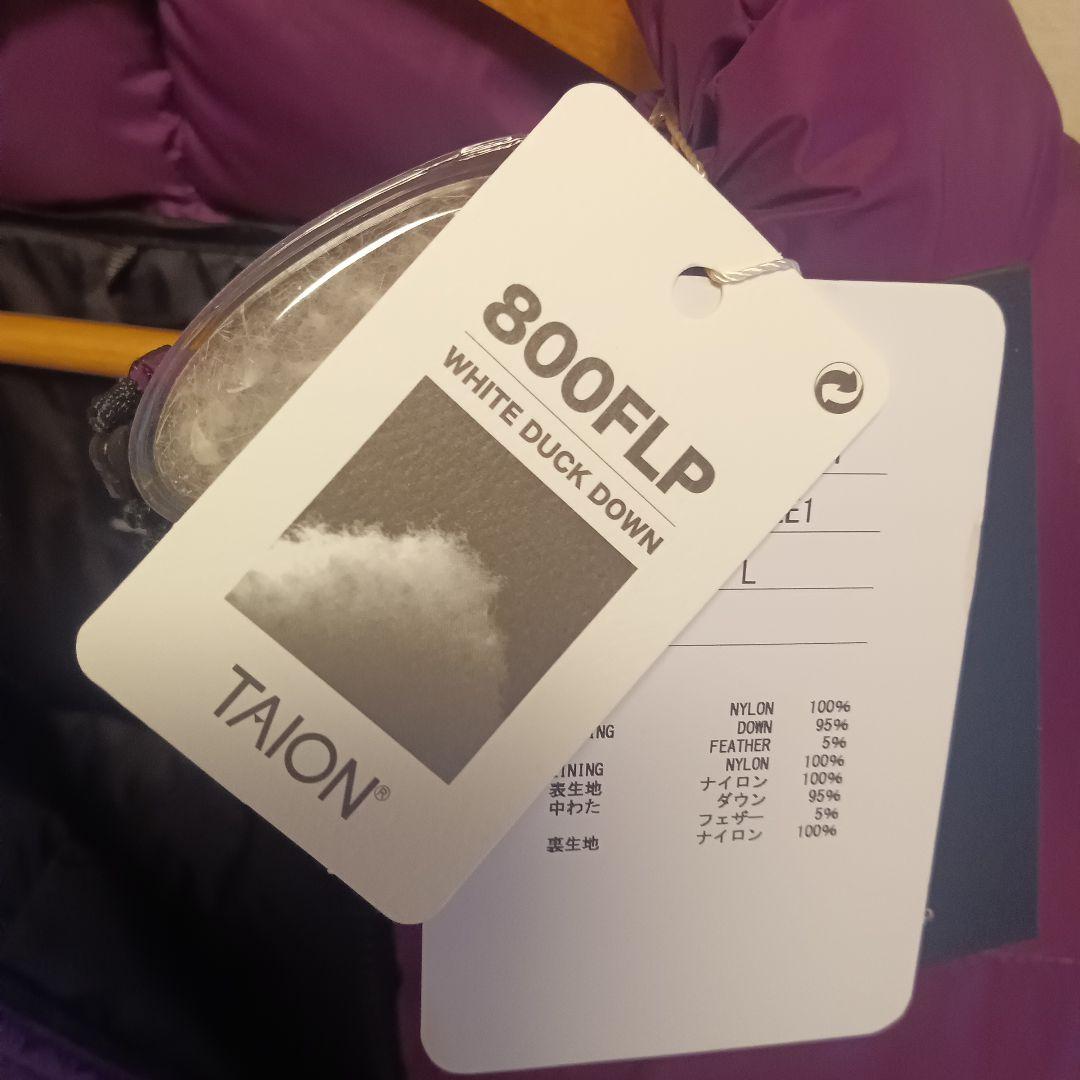 800FLP
WHITE DUCK DOWN
TAION®
L
NYLON 100%
DOWN 95%
FEATHER 5%
NYLON 100%
表生地 ナイロン 100%
中わた ダウン 95%
フェザー 5%
裏生地 ナイロン 100%